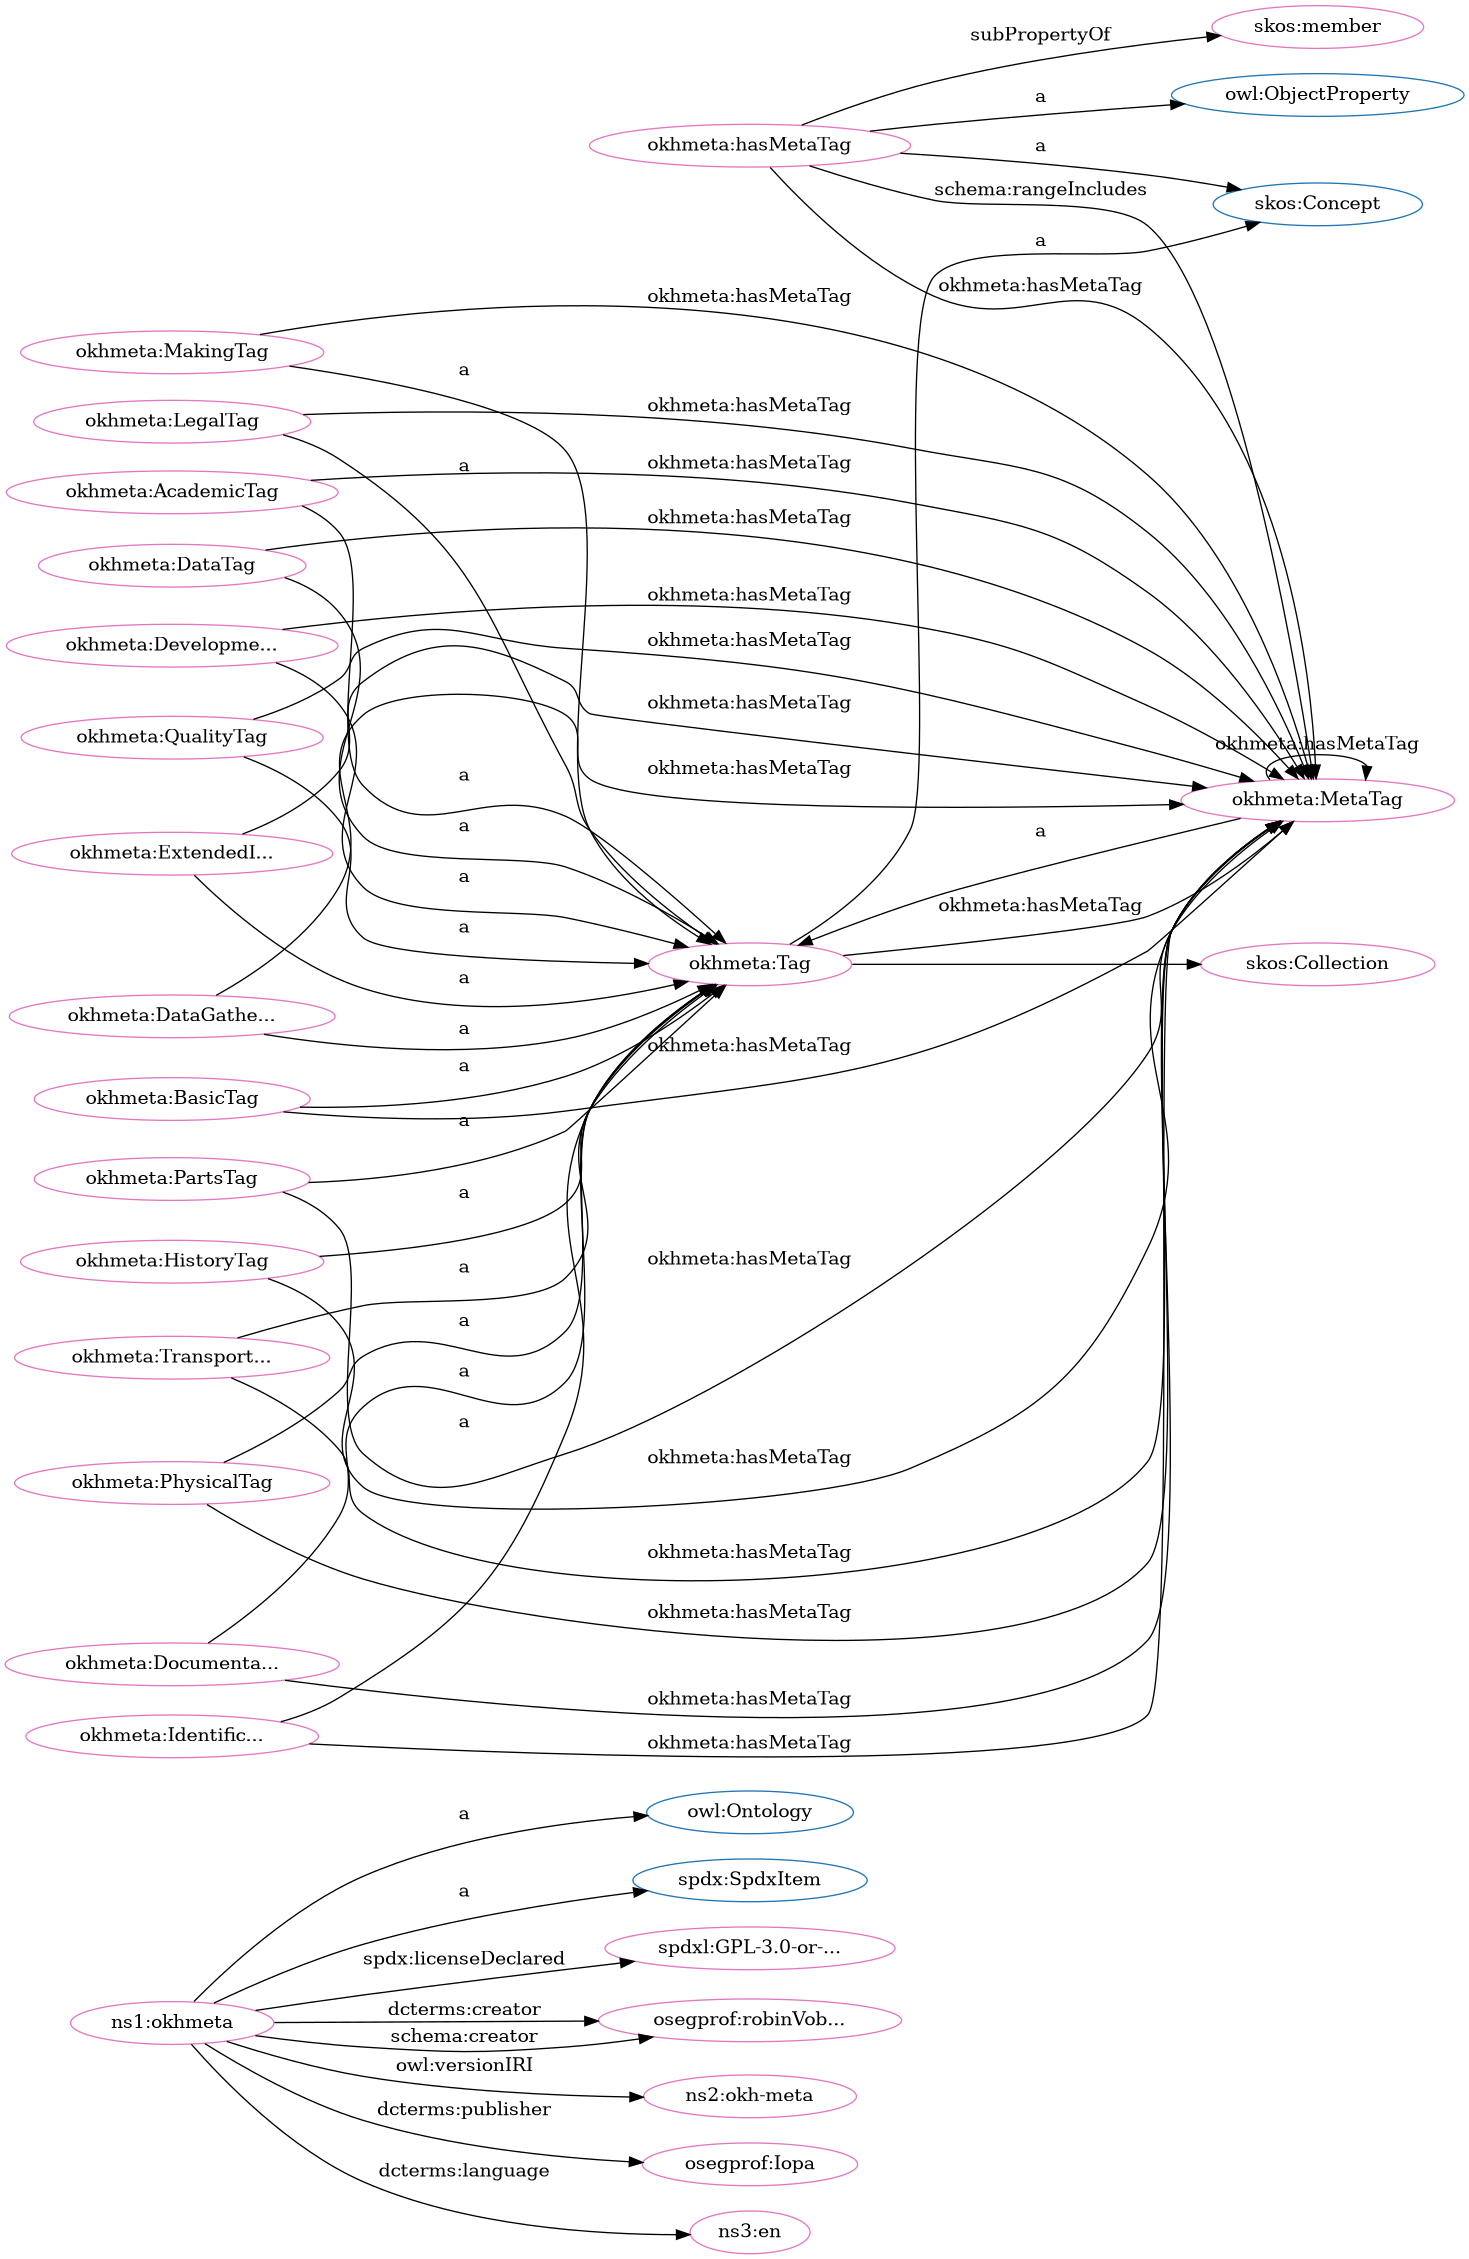 skos:member
subPropertyOf
owl:ObjectProperty
a
okhmeta:hasMetaTag
a
schema:rangeIncludes
skos:Concept
a
okhmeta:hasMetaTag
okhmeta:hasMetaTag
okhmeta:MakingTag
a
okhmeta:hasMetaTag
okhmeta:LegalTag
a
okhmeta:hasMetaTag
okhmeta:AcademicTag
okhmeta:hasMetaTag
okhmeta:DataTag
okhmeta:hasMetaTag
okhmeta:Developme...
okhmeta:hasMetaTag
okhmeta:hasMetaTag
okhmeta:QualityTag
okhmeta:hasMetaTag
a
okhmeta:hasMetaTag
okhmeta:MetaTag
a
a
okhmeta:ExtendedI...
a
okhmeta:hasMetaTag
a
okhmeta:Tag
skos:Collection
a
okhmeta:DataGathe...
a
okhmeta:hasMetaTag
a
okhmeta:BasicTag
a
okhmeta:PartsTag
a
okhmeta:HistoryTag
okhmeta:hasMetaTag
a
a
okhmeta:Transport...
a
a
okhmeta:hasMetaTag
okhmeta:PhysicalTag
okhmeta:hasMetaTag
okhmeta:hasMetaTag
okhmeta:Documenta...
okhmeta:hasMetaTag
okhmeta:Identific...
okhmeta:hasMetaTag
a
owl:Ontology
a
spdx:SpdxItem
spdx:licenseDeclared
spdxl:GPL-3.0-or-...
ns1:okhmeta
dcterms:creator
osegprof:robinVob...
schema:creator
owl:versionIRI
ns2:okh-meta
dcterms:publisher
osegprof:Iopa
dcterms:language
ns3:en